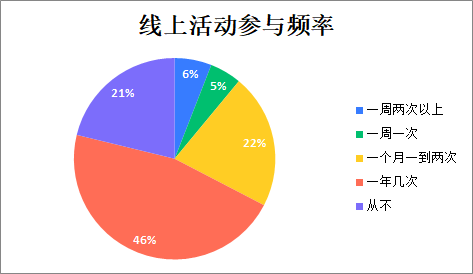 线上活动参与频率
6%
5%
22%
46%
21%
一周两次以上
一周一次
一个月一到两次
一年几次
从不